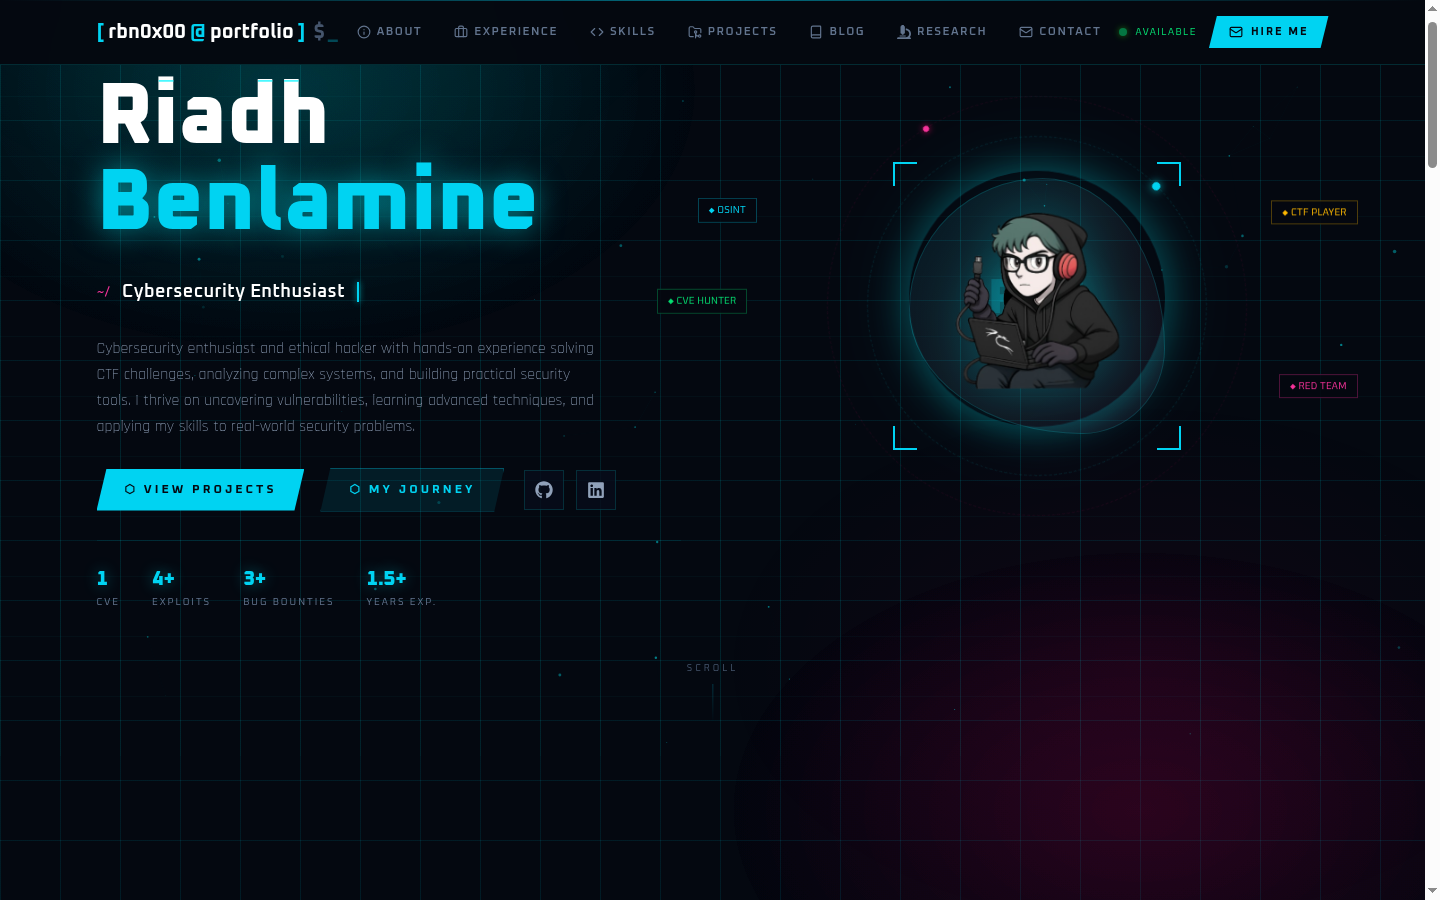 [ rbn0x00 @ portfolio ] $_
ABOUT
EXPERIENCE
SKILLS
PROJECTS
BLOG
RESEARCH
CONTACT
AVAILABLE
HIRE ME
Riadh
Benlamine
~/ Cybersecurity Enthusiast
Cybersecurity enthusiast and ethical hacker with hands-on experience solving
CTF challenges, analyzing complex systems, and building practical security
tools. I thrive on uncovering vulnerabilities, learning advanced techniques, and
applying my skills to real-world security problems.
VIEW PROJECTS
MY JOURNEY
1
CVE
4+
EXPLOITS
3+
BUG BOUNTIES
1.5+
YEARS EXP.
OSINT
CVE HUNTER
CTF PLAYER
RED TEAM
SCROLL